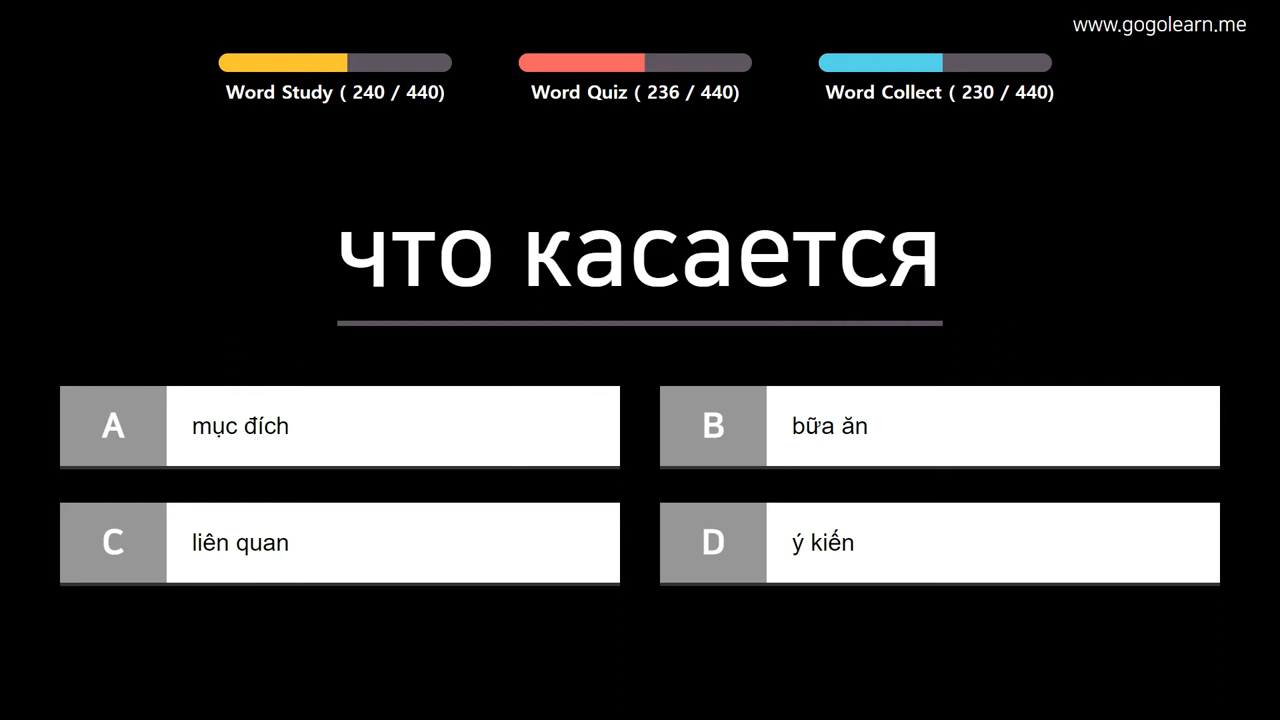 www.gogolearn.me
Word Study ( 240 / 440)
Word Quiz ( 236 / 440)
Word Collect ( 230 / 440)
что касается
A mục đích
B bữa ăn
C liên quan
D ý kiến